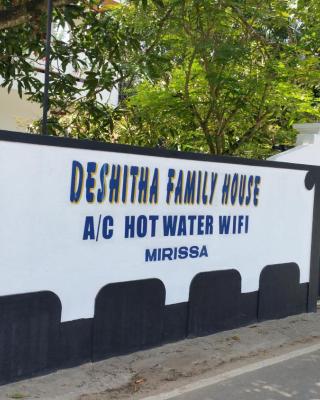 DESHITHA FAMILY HOUSE
A/C HOT WATER WIFI
MIRISSA